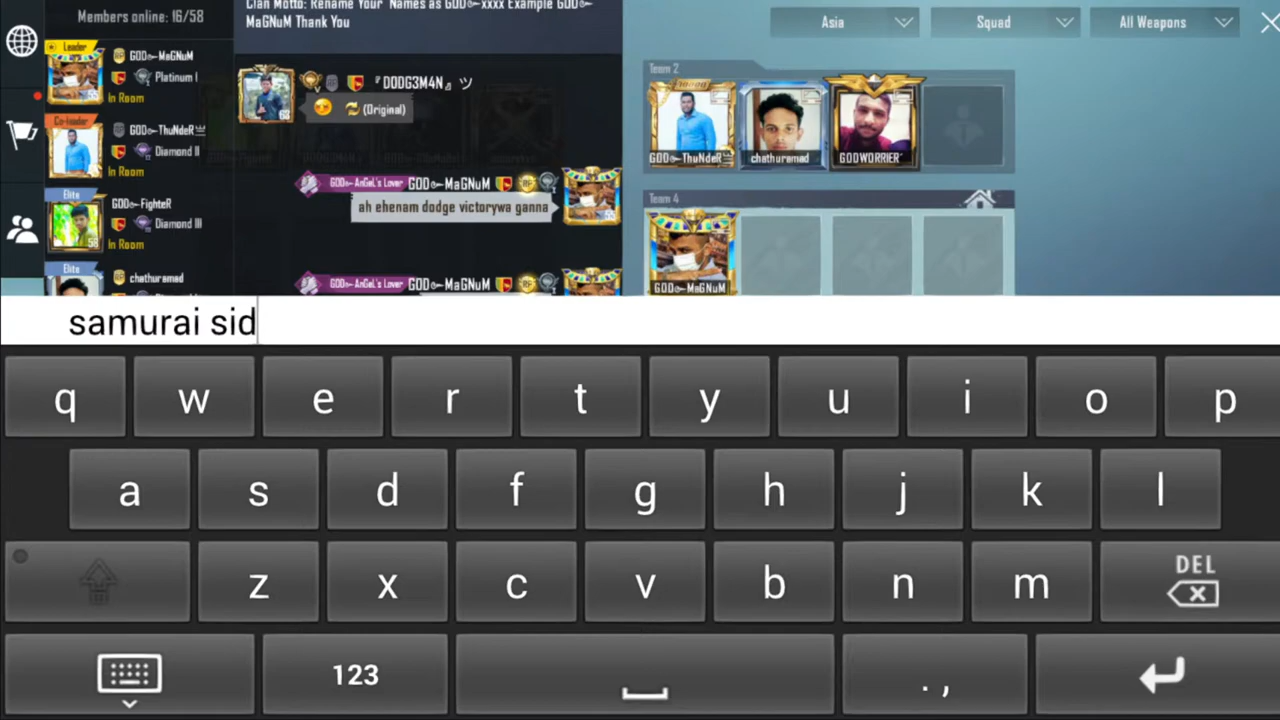 Members online: 16/58
Leader
GOD๛MaGNuM
Platinum I
In Room
Co-leader
GOD๛ThuNdeR
Diamond II
In Room
Elite
GOD๛FighteR
58
Diamond III
In Room
Elite
chathuramad
Clan Motto: Rename Your Names as GOD๛xxxx Example GOD๛
MaGNuM Thank You
『DODG3M4N』ツ
68
(Original)
GOD๛AnGeL's Lover GOD๛MaGNuM
ah ehenam dodge victorywa ganna
55
GOD๛AnGeL's Lover GOD๛MaGNuM
Asia
Squad
All Weapons
Team 2
GOD๛ThuNdeR
chathuramad
GODWORRIER
Team 4
GOD๛MaGNuM
samurai sid
q w e r t y u i o p
a s d f g h j k l
z x c v b n m DEL
123 . ,